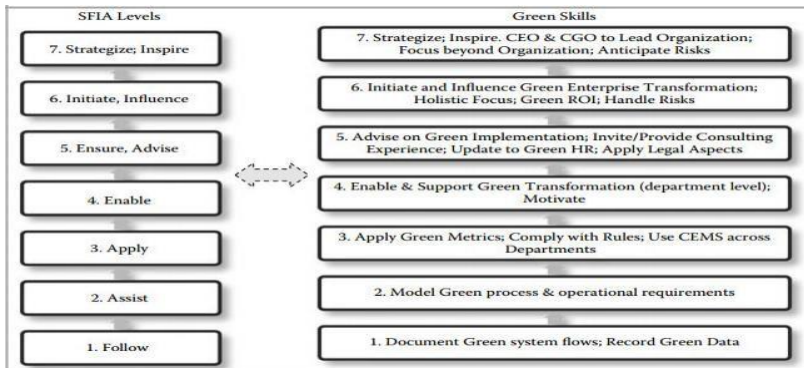 SFIA Levels
7. Strategize; Inspire
6. Initiate, Influence
5. Ensure, Advise
4. Enable
3. Apply
2. Assist
1. Follow
Green Skills
7. Strategize; Inspire. CEO & CGO to Lead Organization;
Focus beyond Organization; Anticipate Risks
6. Initiate and Influence Green Enterprise Transformation;
Holistic Focus; Green ROI; Handle Risks
5. Advise on Green Implementation; Invite/Provide Consulting
Experience; Update to Green HR; Apply Legal Aspects
4. Enable & Support Green Transformation (department level);
Motivate
3. Apply Green Metrics; Comply with Rules; Use CEMS across
Departments
2. Model Green process & operational requirements
1. Document Green system flows; Record Green Data